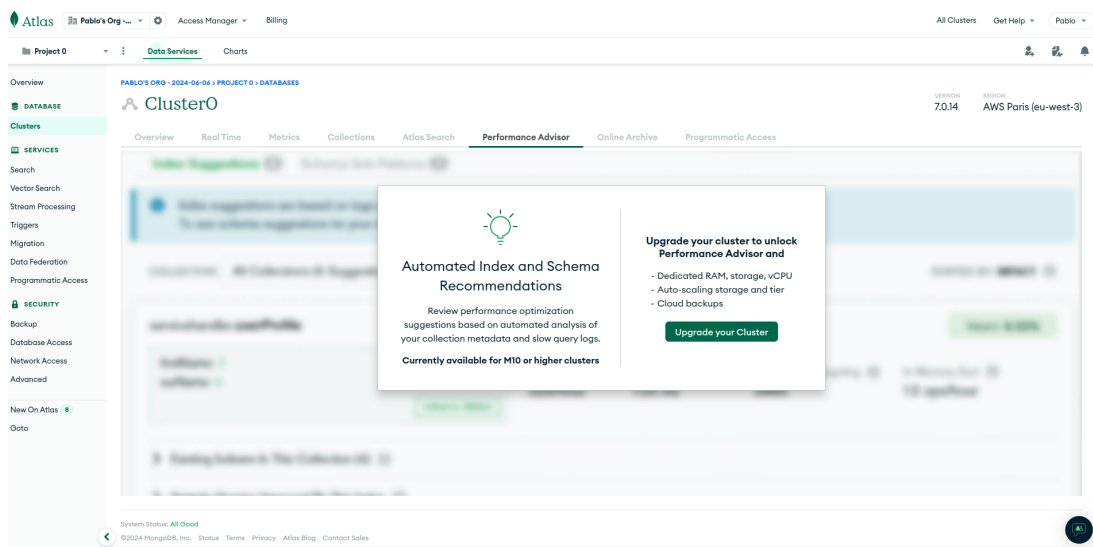 Atlas
Pablo's Org -...
Access Manager
Billing
All Clusters
Get Help
Pablo
Project 0
Data Services
Charts
Overview
DATABASE
Clusters
SERVICES
Search
Vector Search
Stream Processing
Triggers
Migration
Data Federation
Programmatic Access
SECURITY
Backup
Database Access
Network Access
Advanced
New On Atlas 8
Goto
PABLO'S ORG - 2024-06-06 > PROJECT 0 > DATABASES
Cluster0
VERSION
7.0.14
REGION
AWS Paris (eu-west-3)
Overview
Real Time
Metrics
Collections
Atlas Search
Performance Advisor
Online Archive
Programmatic Access
Automated Index and Schema
Recommendations
Review performance optimization
suggestions based on automated analysis of
your collection metadata and slow query logs.
Currently available for M10 or higher clusters
Upgrade your cluster to unlock
Performance Advisor and
- Dedicated RAM, storage, vCPU
- Auto-scaling storage and tier
- Cloud backups
Upgrade your Cluster
System Status: All Good
©2024 MongoDB, Inc. Status Terms Privacy Atlas Blog Contact Sales